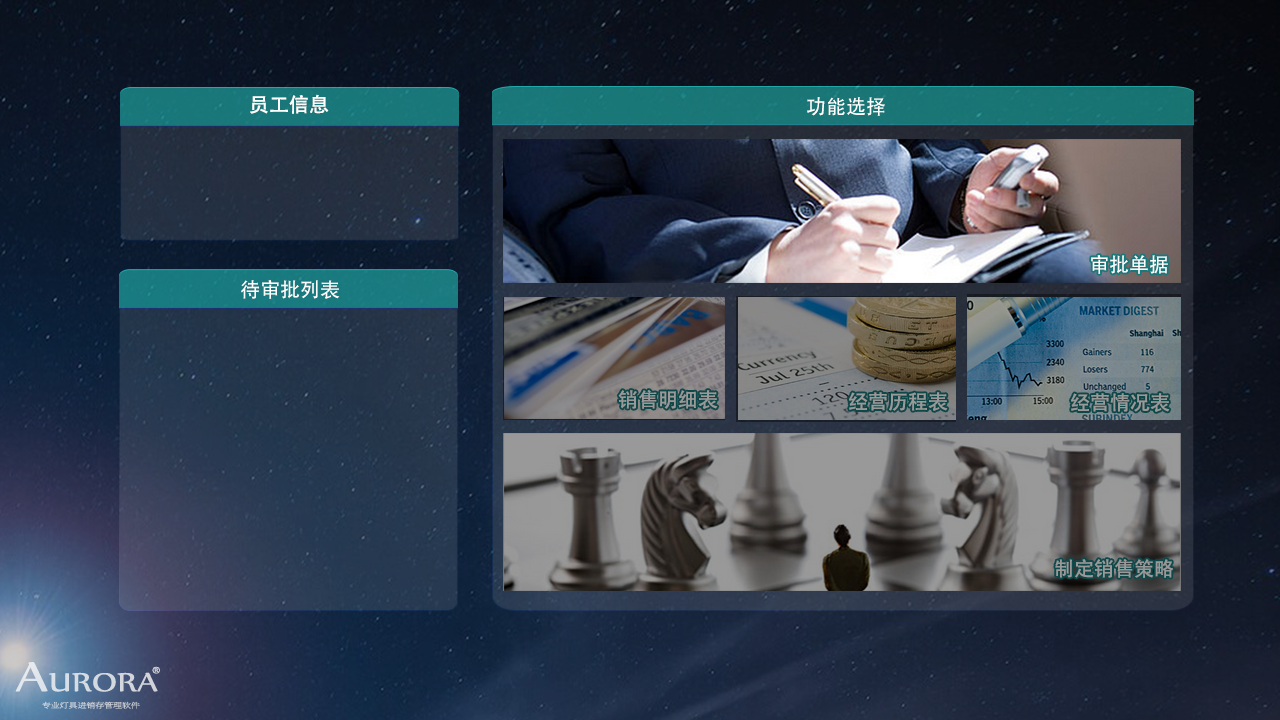 员工信息
功能选择
审批单据
待审批列表
销售明细表
Currency
Jul 25th
经营历程表
MARKET DIGEST
Shanghai
3300
Gainers 116
2340
Losers 774
3180
Unchanged 5
13:00 15:00
经营情况表
制定销售策略
AURORA®
专业灯具进销存管理软件